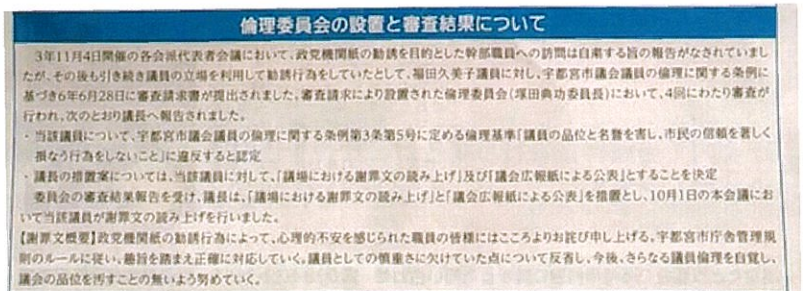 倫理委員会の設置と審査結果について
3年11月4日開催の各会派代表者会議において、政党機関紙の勧誘を目的とした幹部職員への訪問は自粛する旨の報告がなされていまし
たが、その後も引き続き議員の立場を利用して勧誘行為をしていたとして、福田久美子議員に対し、宇都宮市議会議員の倫理に関する条例に
基づき6年6月28日に審査請求書が提出されました。審査請求により設置された倫理委員会(塚田典功委員長)において、4回にわたり審査が
行われ、次のとおり議長へ報告されました。
・当該議員について、宇都宮市議会議員の倫理に関する条例第3条第5号に定める倫理基準「議員の品位と名誉を害し、市民の信頼を著しく
損なう行為をしないこと」に違反すると認定
・議長の措置案については、当該議員に対して、「議場における謝罪文の読み上げ」及び「議会広報紙による公表」とすることを決定
委員会の審査結果報告を受け、議長は、「議場における謝罪文の読み上げ」と「議会広報紙による公表」を措置とし、10月1日の本会議にお
いて当該議員が謝罪文の読み上げを行いました。
【謝罪文概要】政党機関紙の勧誘行為によって、心理的不安を感じられた職員の皆様にはこころよりお詫び申し上げる。宇都宮市庁舎管理規
則のルールに従い、趣旨を踏まえ正確に対応していく。議員としての慎重さに欠けていた点について反省し、今後、さらなる議員倫理を自覚し、
議会の品位を汚すことの無いよう努めていく。